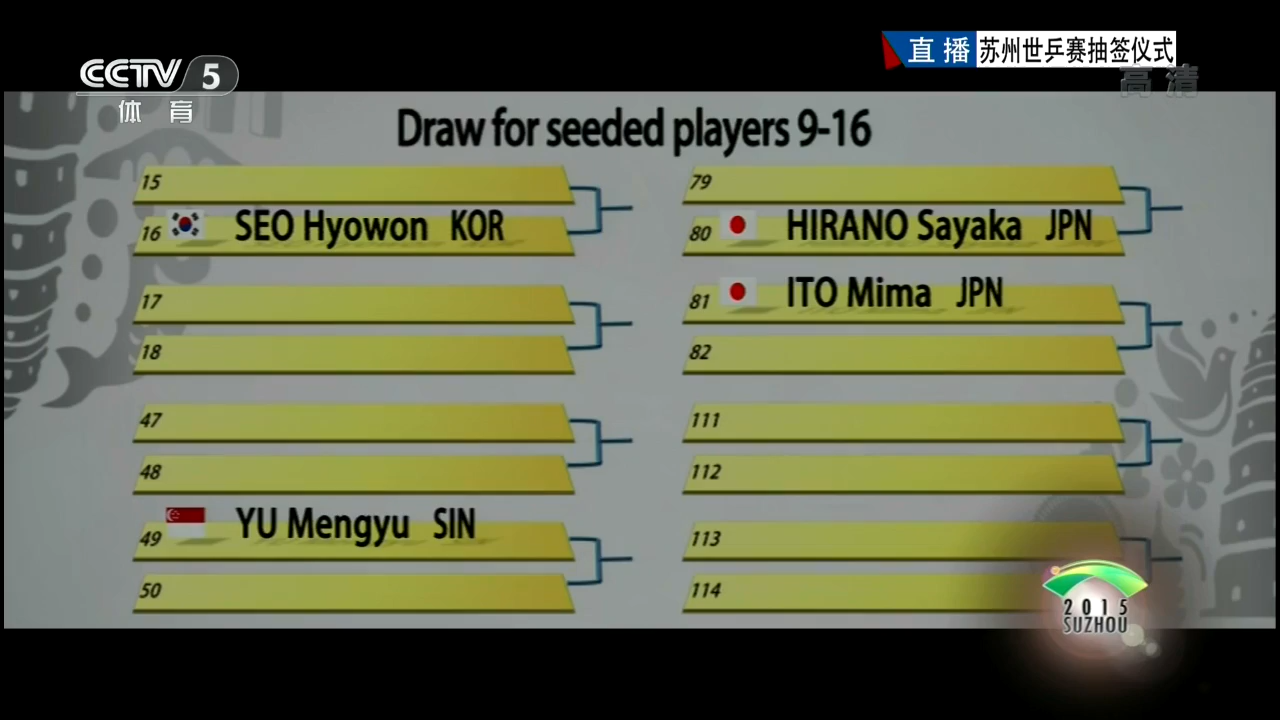 CCTV 5
体育
直播 苏州世乒赛抽签仪式
高清
Draw for seeded players 9-16
15
16 SEO Hyowon KOR
17
18
47
48
49 YU Mengyu SIN
50
79
80 HIRANO Sayaka JPN
81 ITO Mima JPN
82
111
112
113
114
2015
SUZHOU